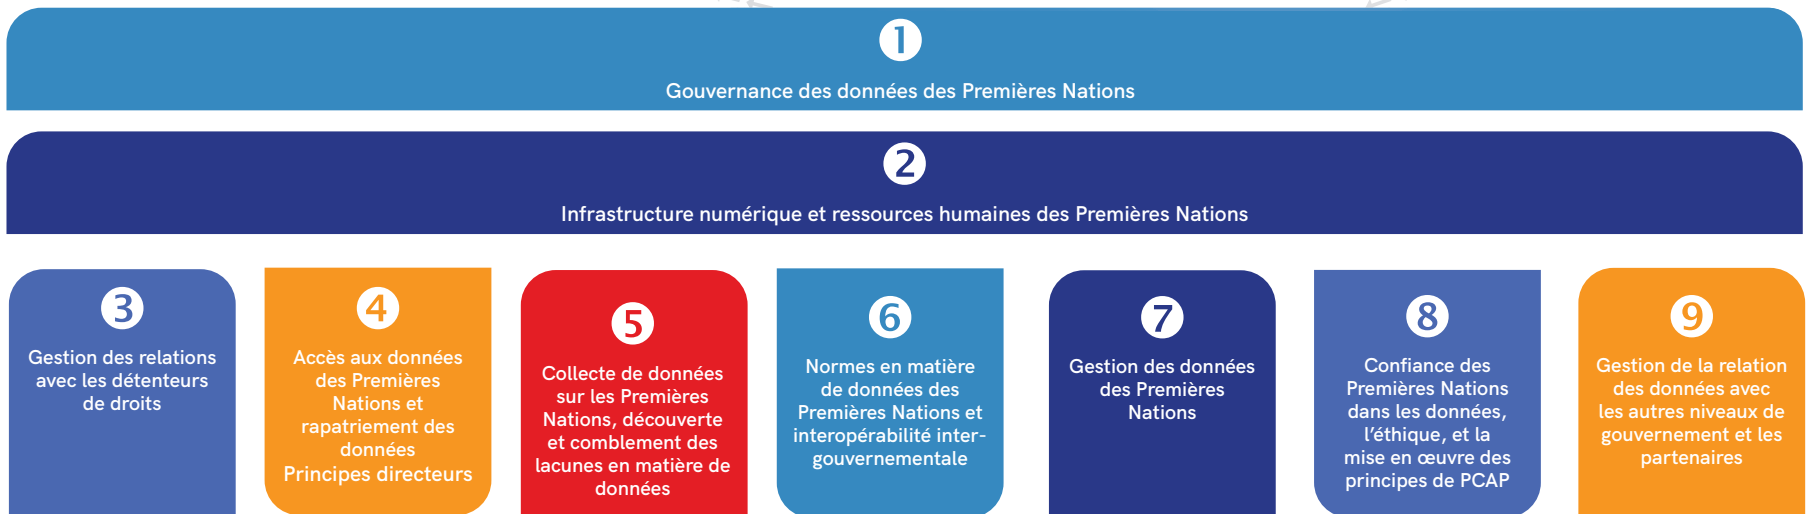 1
Gouvernance des données des Premières Nations
2
Infrastructure numérique et ressources humaines des Premières Nations
3
Gestion des relations
avec les détenteurs
de droits
4
Accès aux données
des Premières
Nations et
rapatriement des
données
Principes directeurs
5
Collecte de données
sur les Premières
Nations, découverte
et comblement des
lacunes en matière de
données
6
Normes en matière
de données des
Premières Nations et
interopérabilité inter-
gouvernementale
7
Gestion des données
des Premières
Nations
8
Confiance des
Premières Nations
dans les données,
l’éthique, et la
mise en œuvre des
principes de PCAP
9
Gestion de la relation
des données avec
les autres niveaux de
gouvernement et les
partenaires